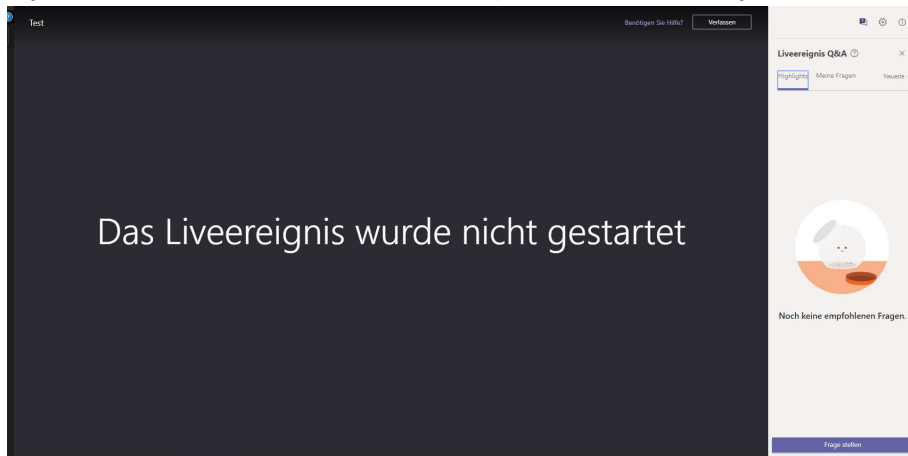 Test
Benötigen Sie Hilfe?
Verlassen
Liveereignis Q&A
Highlights Meine Fragen Neueste
Das Liveereignis wurde nicht gestartet
Noch keine empfohlenen Fragen.
Frage stellen